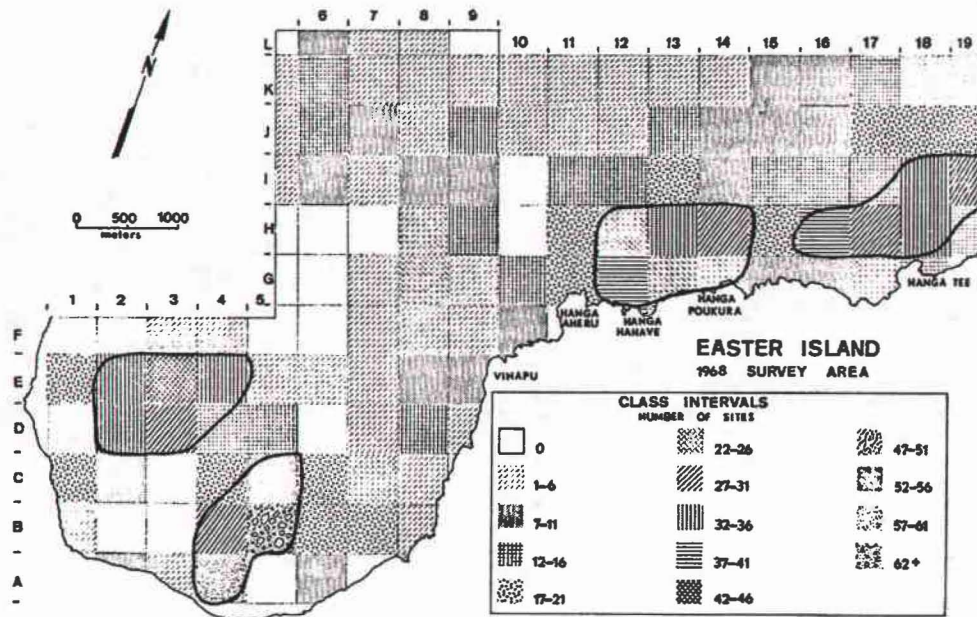 6 7 8 9
10 11 12 13 14 15 16 17 18 19
L
K
J
I
H
G
N
0 500 1000
meters
1 2 3 4 5
F
E
D
C
B
A
HANGA TEE
HANGA POUKURA
HANGA HAHAVE
HANGA AHERU
VINAPU
EASTER ISLAND
1968 SURVEY AREA
CLASS INTERVALS
NUMBER OF SITES
0 22-26 47-51
1-6 27-31 52-56
7-11 32-36 57-61
12-16 37-41 62+
17-21 42-46